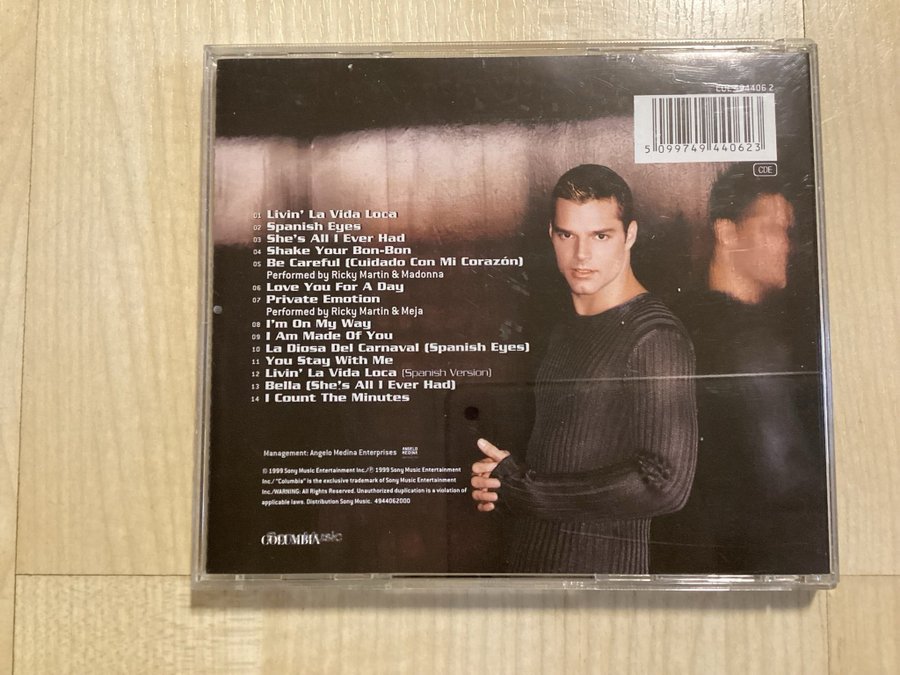 COL 494406 2
5 099749 440623
CDE
01 Livin' La Vida Loca
02 Spanish Eyes
03 She's All I Ever Had
04 Shake Your Bon-Bon
05 Be Careful (Cuidado Con Mi Corazón)
Performed by Ricky Martin & Madonna
06 Love You For A Day
07 Private Emotion
Performed by Ricky Martin & Meja
08 I'm On My Way
09 I Am Made Of You
10 La Diosa Del Carnaval (Spanish Eyes)
11 You Stay With Me
12 Livin' La Vida Loca (Spanish Version)
13 Bella (She's All I Ever Had)
14 I Count The Minutes
Management: Angelo Medina Enterprises ANGELO
MEDINA
© 1999 Sony Music Entertainment Inc./℗ 1999 Sony Music Entertainment
Inc./ "Columbia" is the exclusive trademark of Sony Music Entertainment
Inc./WARNING: All Rights Reserved. Unauthorized duplication is a violation of
applicable laws. Distribution Sony Music. 4944062000
COLUMBIA Sony Music